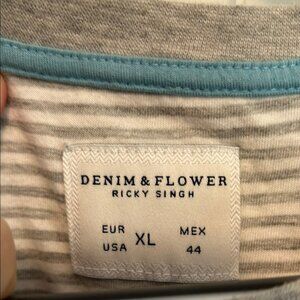 DENIM & FLOWER
RICKY SINGH
EUR MEX
XL
USA 44